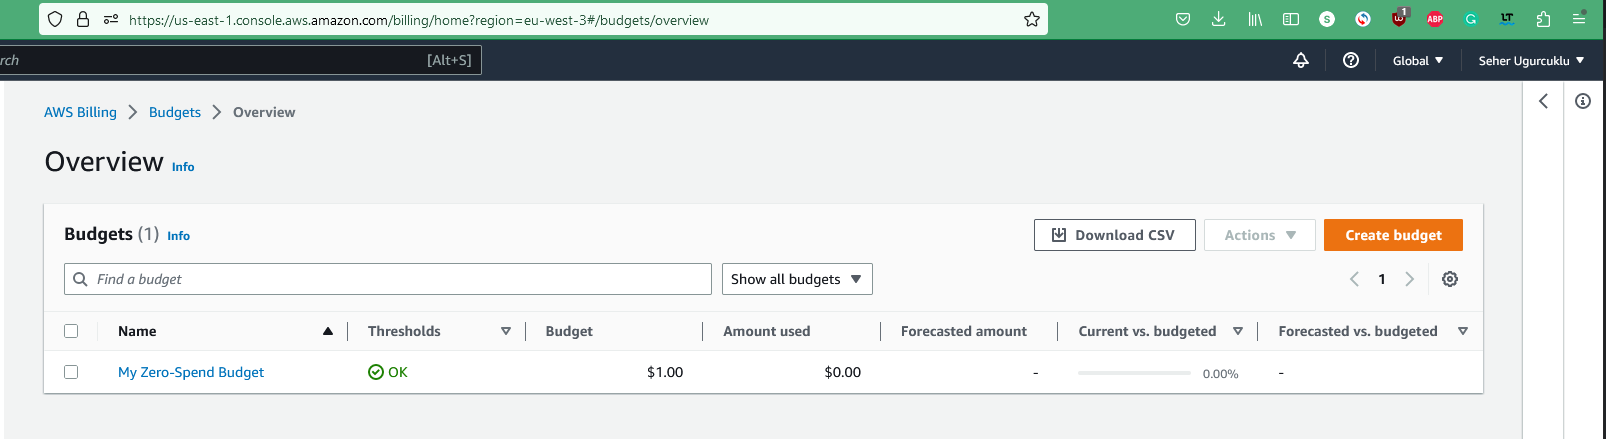 https://us-east-1.console.aws.amazon.com/billing/home?region=eu-west-3#/budgets/overview
S 1 ABP G LT
rch [Alt+S] Global Seher Ugurcuklu
AWS Billing Budgets Overview
Overview Info
Budgets (1) Info Download CSV Actions Create budget
Find a budget Show all budgets 1
Name Thresholds Budget Amount used Forecasted amount Current vs. budgeted Forecasted vs. budgeted
My Zero-Spend Budget OK $1.00 $0.00 - 0.00% -